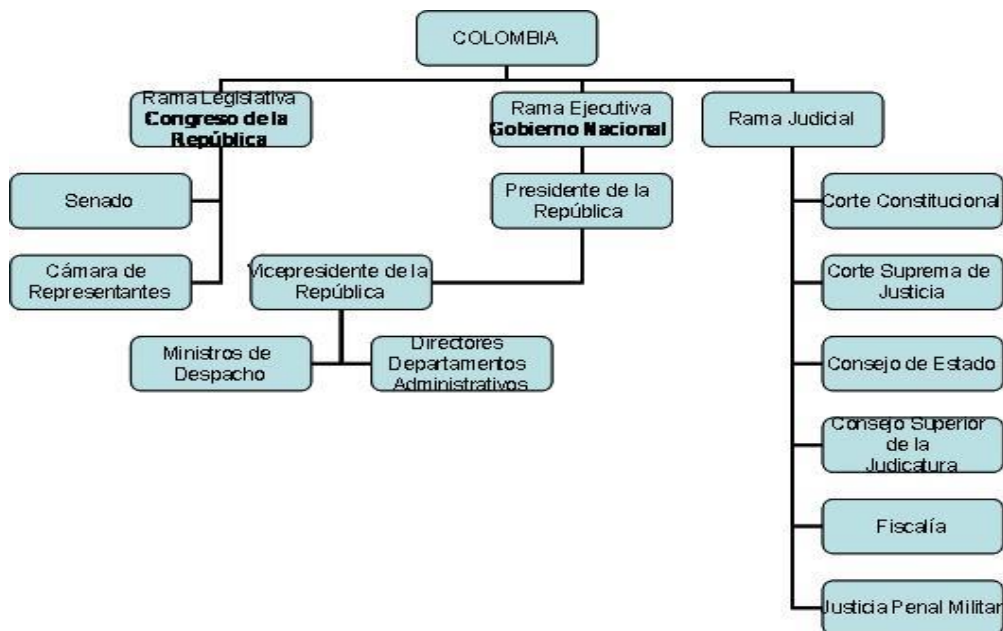 COLOMBIA
Rama Legislativa
Congreso de la
República
Rama Ejecutiva
Gobierno Nacional
Rama Judicial
Senado
Cámara de
Representantes
Presidente de la
República
Vicepresidente de la
República
Ministros de
Despacho
Directores
Departamentos
Administrativos
Corte Constitucional
Corte Suprema de
Justicia
Consejo de Estado
Consejo Superior
de la
Judicatura
Fiscalía
Justicia Penal Militar